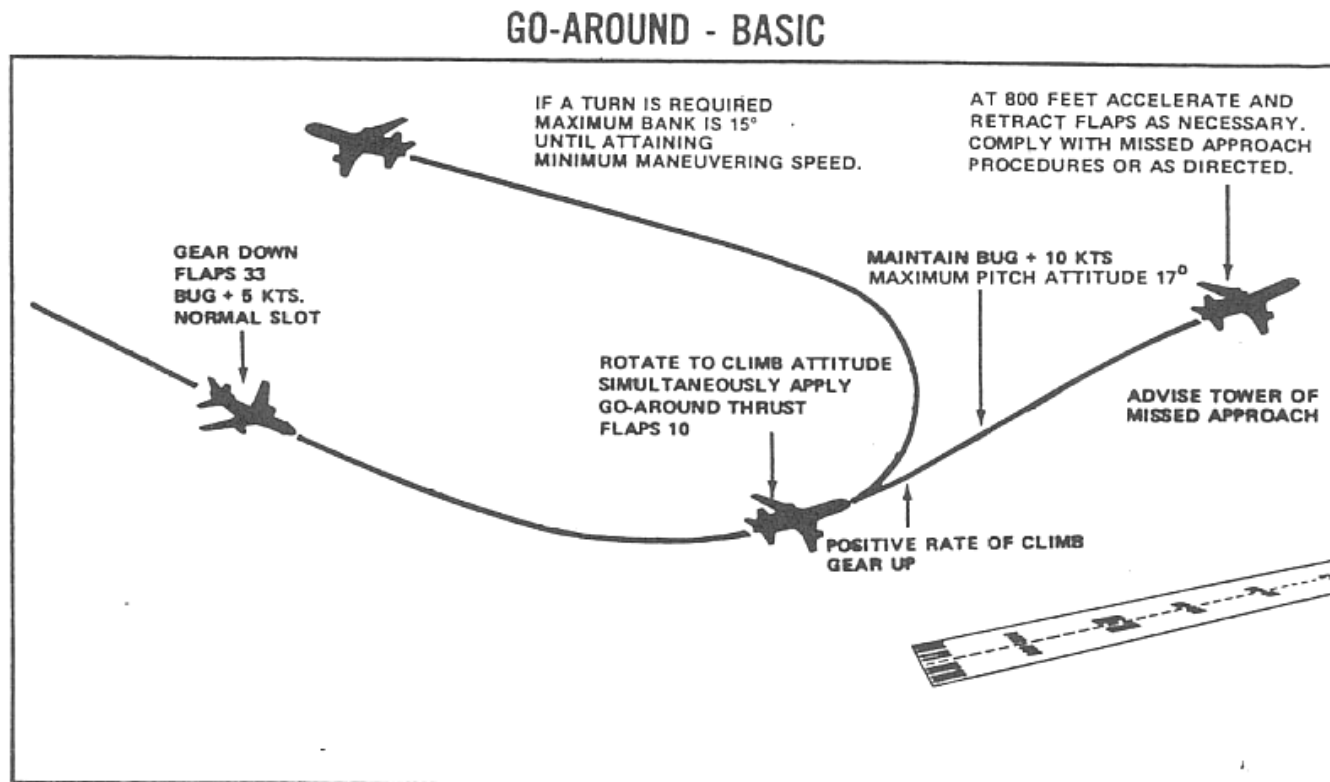 GO-AROUND - BASIC
IF A TURN IS REQUIRED
MAXIMUM BANK IS 15°
UNTIL ATTAINING
MINIMUM MANEUVERING SPEED.
AT 800 FEET ACCELERATE AND
RETRACT FLAPS AS NECESSARY.
COMPLY WITH MISSED APPROACH
PROCEDURES OR AS DIRECTED.
GEAR DOWN
FLAPS 33
BUG + 5 KTS.
NORMAL SLOT
MAINTAIN BUG + 10 KTS
MAXIMUM PITCH ATTITUDE 17°
ROTATE TO CLIMB ATTITUDE
SIMULTANEOUSLY APPLY
GO-AROUND THRUST
FLAPS 10
ADVISE TOWER OF
MISSED APPROACH
POSITIVE RATE OF CLIMB
GEAR UP